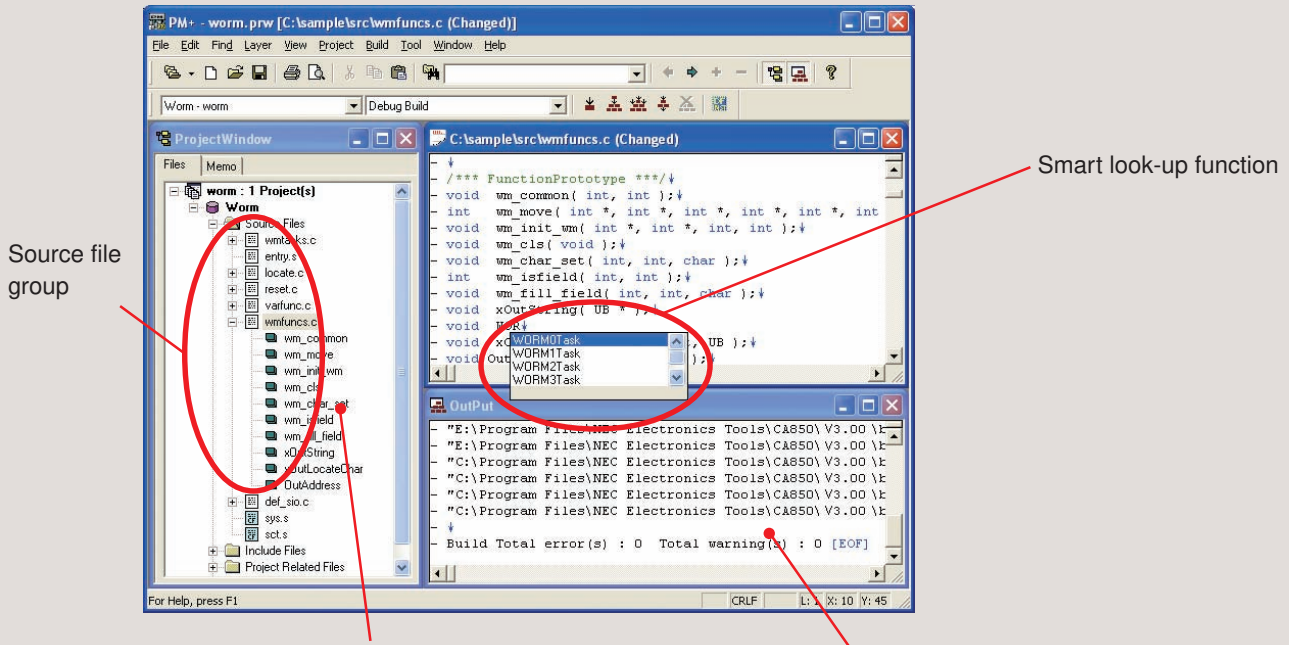 PM+ - worm.prw [C:\sample\src\wmfuncs.c (Changed)]
File Edit Find Layer View Project Build Tool Window Help
Worm - worm
Debug Build
ProjectWindow
Files Memo
worm : 1 Project(s)
Worm
Source Files
wmtasks.c
entry.s
locate.c
reset.c
varfunc.c
wmfuncs.c
wm_common
wm_move
wm_init_wm
wm_cls
wm_char_set
wm_isfield
wm_fill_field
xOutString
xOutLocateChar
OutAddress
def_sio.c
sys.s
sct.s
Include Files
Project Related Files
C:\sample\src\wmfuncs.c (Changed)
/*** FunctionPrototype ***/
void wm_common( int, int );
int wm_move( int *, int *, int *, int *, int *, int
void wm_init_wm( int *, int *, int, int );
void wm_cls( void );
void wm_char_set( int, int, char );
int wm_isfield( int, int );
void wm_fill_field( int, int, char );
void xOutString( UB * );
void WOR
void xO , UB );
void Out );
WORM0Task
WORM1Task
WORM2Task
WORM3Task
OutPut
"E:\Program Files\NEC Electronics Tools\CA850\V3.00\b
"E:\Program Files\NEC Electronics Tools\CA850\V3.00\b
"C:\Program Files\NEC Electronics Tools\CA850\V3.00\b
"C:\Program Files\NEC Electronics Tools\CA850\V3.00\b
"C:\Program Files\NEC Electronics Tools\CA850\V3.00\b
"C:\Program Files\NEC Electronics Tools\CA850\V3.00\b
Build Total error(s) : 0 Total warning(s) : 0 [EOF]
For Help, press F1
CRLF
L: 1 X: 10 Y: 45
Source file
group
Smart look-up function